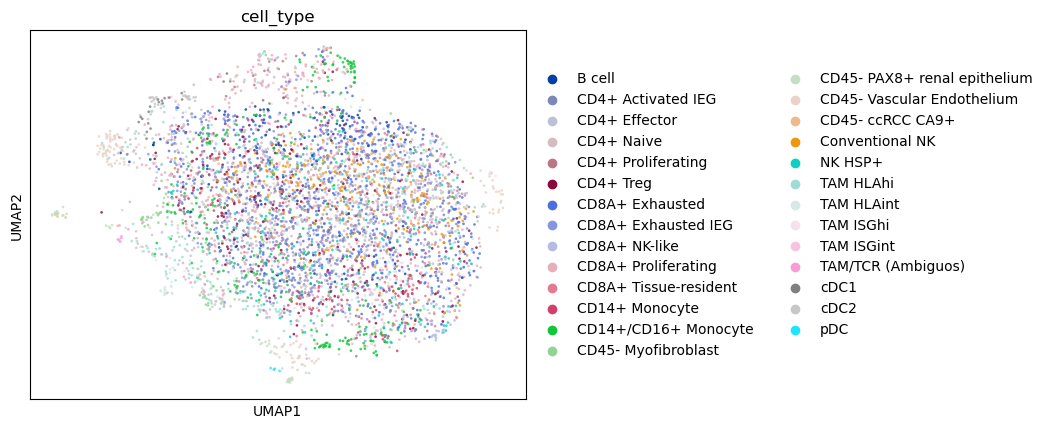 cell_type
UMAP2
UMAP1
B cell
CD4+ Activated IEG
CD4+ Effector
CD4+ Naive
CD4+ Proliferating
CD4+ Treg
CD8A+ Exhausted
CD8A+ Exhausted IEG
CD8A+ NK-like
CD8A+ Proliferating
CD8A+ Tissue-resident
CD14+ Monocyte
CD14+/CD16+ Monocyte
CD45- Myofibroblast
CD45- PAX8+ renal epithelium
CD45- Vascular Endothelium
CD45- ccRCC CA9+
Conventional NK
NK HSP+
TAM HLAhi
TAM HLAint
TAM ISGhi
TAM ISGint
TAM/TCR (Ambiguos)
cDC1
cDC2
pDC